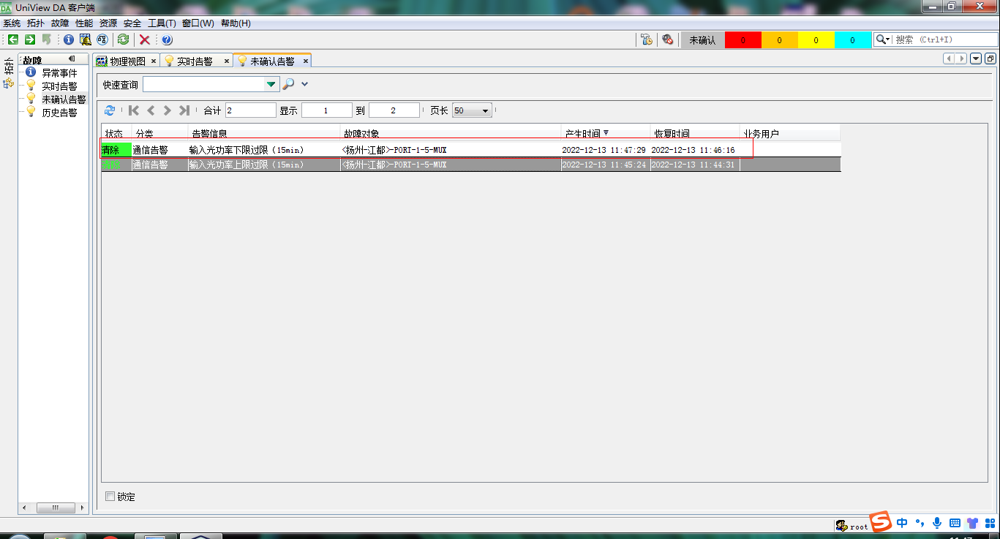 DA UniView DA 客户端
系统 拓扑 故障 性能 资源 安全 工具(T) 窗口(W) 帮助(H)
未确认 0 0 0 0 搜索 (Ctrl+I)
拓扑
故障
异常事件
实时告警
未确认告警
历史告警
物理视图 实时告警 未确认告警
快速查询
合计 2 显示 1 到 2 页长 50
状态 分类 告警信息 故障对象 产生时间 恢复时间 业务用户
清除 通信告警 输入光功率下限过限(15min) <扬州-江都>-PORT-1-5-MUX 2022-12-13 11:47:29 2022-12-13 11:46:16
清除 通信告警 输入光功率上限过限(15min) <扬州-江都>-PORT-1-5-MUX 2022-12-13 11:45:24 2022-12-13 11:44:31
锁定
root
S 中